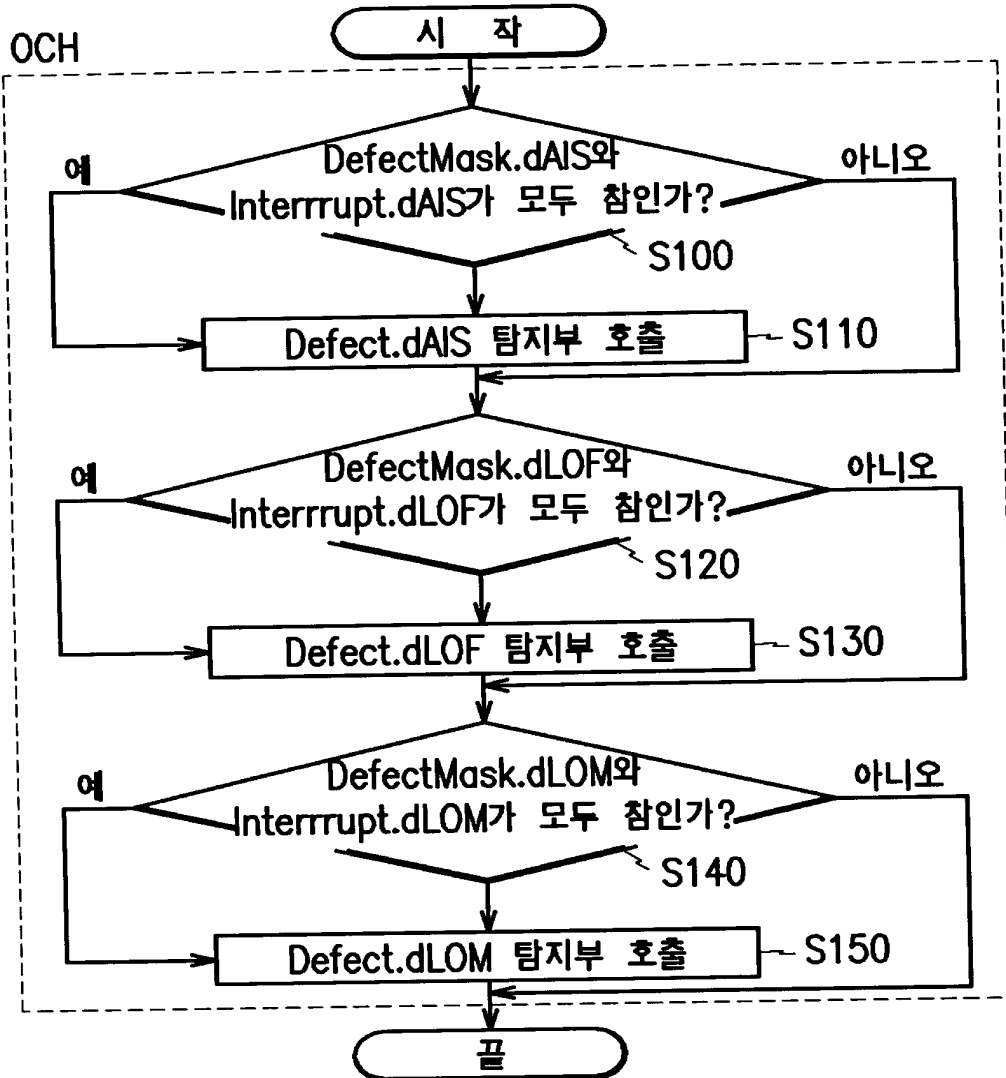 시 작
OCH
예
DefectMask.dAIS와
아니오
Interrrupt.dAIS가 모두 참인가?
S100
Defect.dAIS 탐지부 호출
S110
예
DefectMask.dLOF와
아니오
Interrrupt.dLOF가 모두 참인가?
S120
Defect.dLOF 탐지부 호출
S130
예
DefectMask.dLOM와
아니오
Interrrupt.dLOM가 모두 참인가?
S140
Defect.dLOM 탐지부 호출
S150
끝